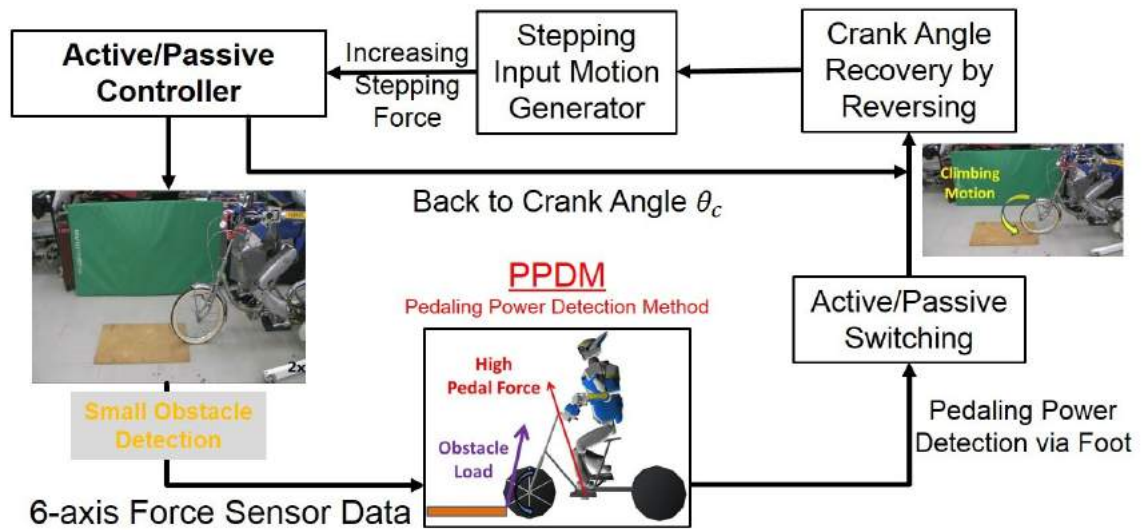 Active/Passive
Controller
Increasing
Stepping
Force
Stepping
Input Motion
Generator
Crank Angle
Recovery by
Reversing
Climbing
Motion
Back to Crank Angle θc
2x
PPDM
Pedaling Power Detection Method
Active/Passive
Switching
High
Pedal Force
Obstacle
Load
Small Obstacle
Detection
Pedaling Power
Detection via Foot
6-axis Force Sensor Data